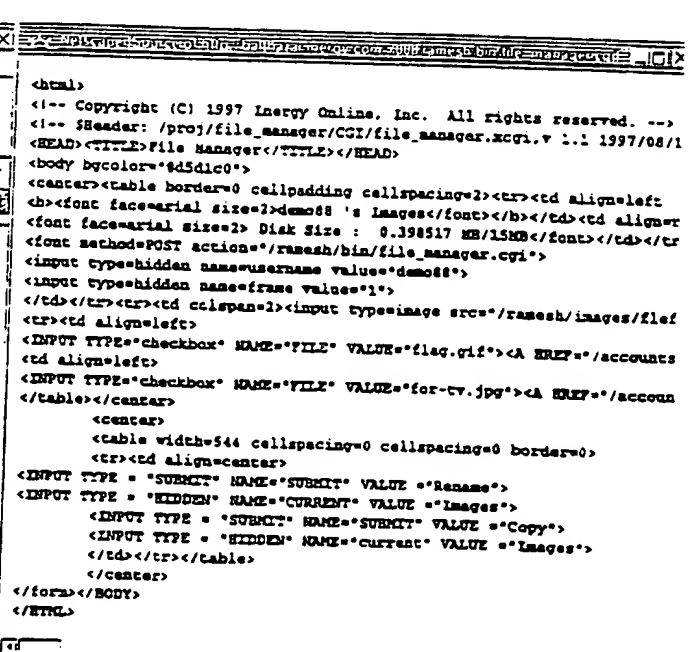 <html>
<!-- Copyright (C) 1997 Inergy Online, Inc. All rights reserved. -->
<!-- $Header: /proj/file_manager/CGI/file_manager.xcgi,v 1.1 1997/08/1
<HEAD><TITLE>File Manager</TITLE></HEAD>
<body bgcolor="#d5d1c0">
<center><table border=0 cellpadding cellspacing=2><tr><td align=left
<b><font face=arial size=2>demo88 's Images</font></b></td><td align=r
<font face=arial size=2> Disk Size : 0.398517 MB/15MB</font></td></tr
<font method=POST action="/ramesh/bin/file_manager.cgi">
<input type=hidden name=username value="demo88">
<input type=hidden name=frame value="1">
</td></tr><tr><td colspan=2><input type=image src="/ramesh/images/flef
<tr><td align=left>
<INPUT TYPE="checkbox" NAME="FILE" VALUE="flag.gif"><A HREF="/accounts
<td align=left>
<INPUT TYPE="checkbox" NAME="FILE" VALUE="for-tv.jpg"><A HREF="/accoun
</table></center>
<center>
<table width=544 cellspacing=0 cellspacing=0 border=0>
<tr><td align=center>
<INPUT TYPE = "SUBMIT" NAME="SUBMIT" VALUE ="Rename">
<INPUT TYPE = "HIDDEN" NAME="CURRENT" VALUE ="Images">
<INPUT TYPE = "SUBMIT" NAME="SUBMIT" VALUE ="Copy">
<INPUT TYPE = "HIDDEN" NAME="current" VALUE ="Images">
</td></tr></table>
</center>
</form></BODY>
</HTML>